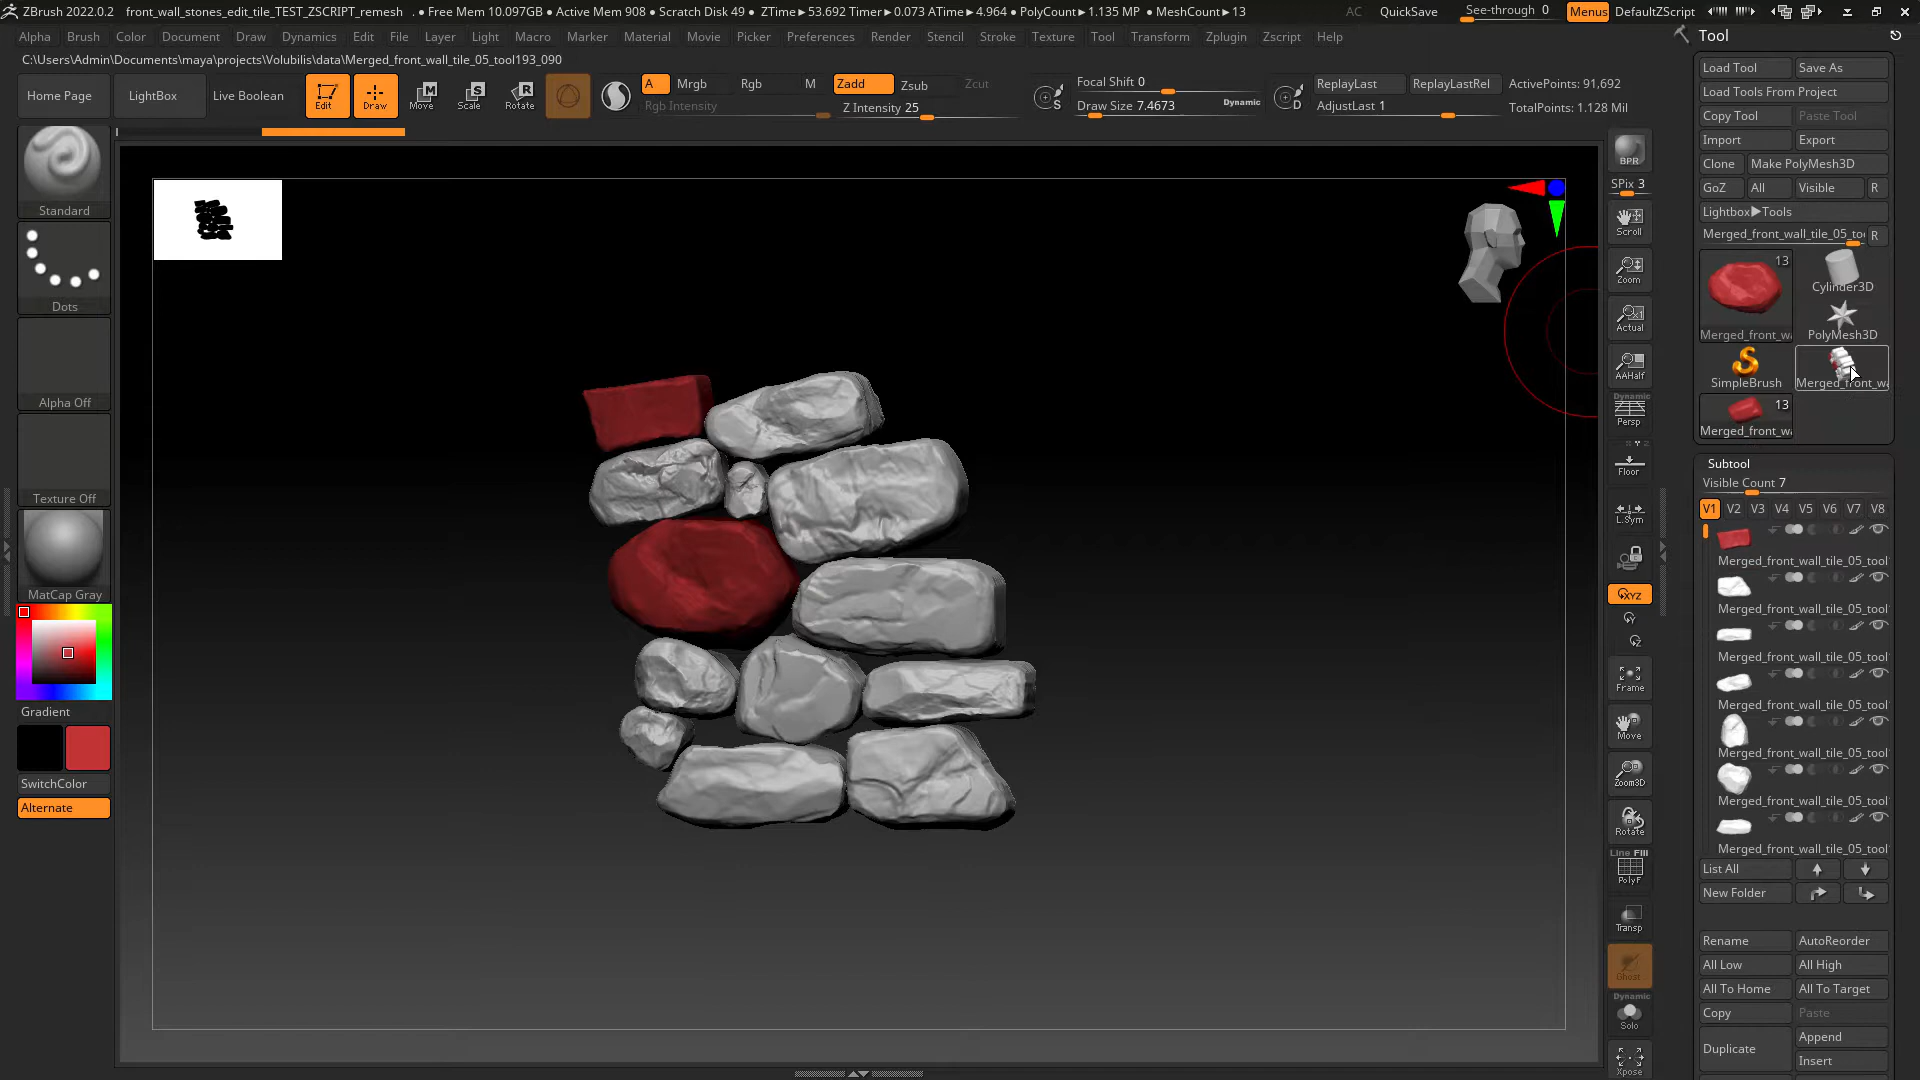 ZBrush 2022.0.2 front_wall_stones_edit_tile_TEST_ZSCRIPT_remesh . • Free Mem 10.097GB • Active Mem 908 • Scratch Disk 49 • ZTime►53.692 Timer►0.073 ATime►4.964 • PolyCount►1.135 MP • MeshCount►13 AC QuickSave See-through 0 Menus DefaultZScript
Alpha Brush Color Document Draw Dynamics Edit File Layer Light Macro Marker Material Movie Picker Preferences Render Stencil Stroke Texture Tool Transform Zplugin Zscript Help
C:\Users\Admin\Documents\maya\projects\Volubilis\data\Merged_front_wall_tile_05_tool193_090
Home Page LightBox Live Boolean Edit Draw Move Scale Rotate
A Mrgb Rgb M Zadd Zsub Zcut
Rgb Intensity Z Intensity 25
S Focal Shift 0
Draw Size 7.4673 Dynamic
D ReplayLast ReplayLastRel ActivePoints: 91,692
AdjustLast 1 TotalPoints: 1.128 Mil
Standard
Dots
Alpha Off
Texture Off
MatCap Gray
Gradient
SwitchColor
Alternate
BPR
SPix 3
Scroll
Zoom
Actual
AAHalf
Dynamic
Persp
Floor
L.Sym
XYZ
Y
Z
Frame
Move
Zoom3D
Rotate
Line Fill
PolyF
Transp
Ghost
Dynamic
Solo
Xpose
Tool
Load Tool Save As
Load Tools From Project
Copy Tool Paste Tool
Import Export
Clone Make PolyMesh3D
GoZ All Visible R
Lightbox►Tools
Merged_front_wall_tile_05_to R
13
Cylinder3D
Merged_front_wa PolyMesh3D
SimpleBrush Merged_front_wa
13
Merged_front_wa
Subtool
Visible Count 7
V1 V2 V3 V4 V5 V6 V7 V8
Merged_front_wall_tile_05_tool
Merged_front_wall_tile_05_tool
Merged_front_wall_tile_05_tool
Merged_front_wall_tile_05_tool
Merged_front_wall_tile_05_tool
Merged_front_wall_tile_05_tool
Merged_front_wall_tile_05_tool
List All
New Folder
Rename AutoReorder
All Low All High
All To Home All To Target
Copy Paste
Duplicate Append
Insert